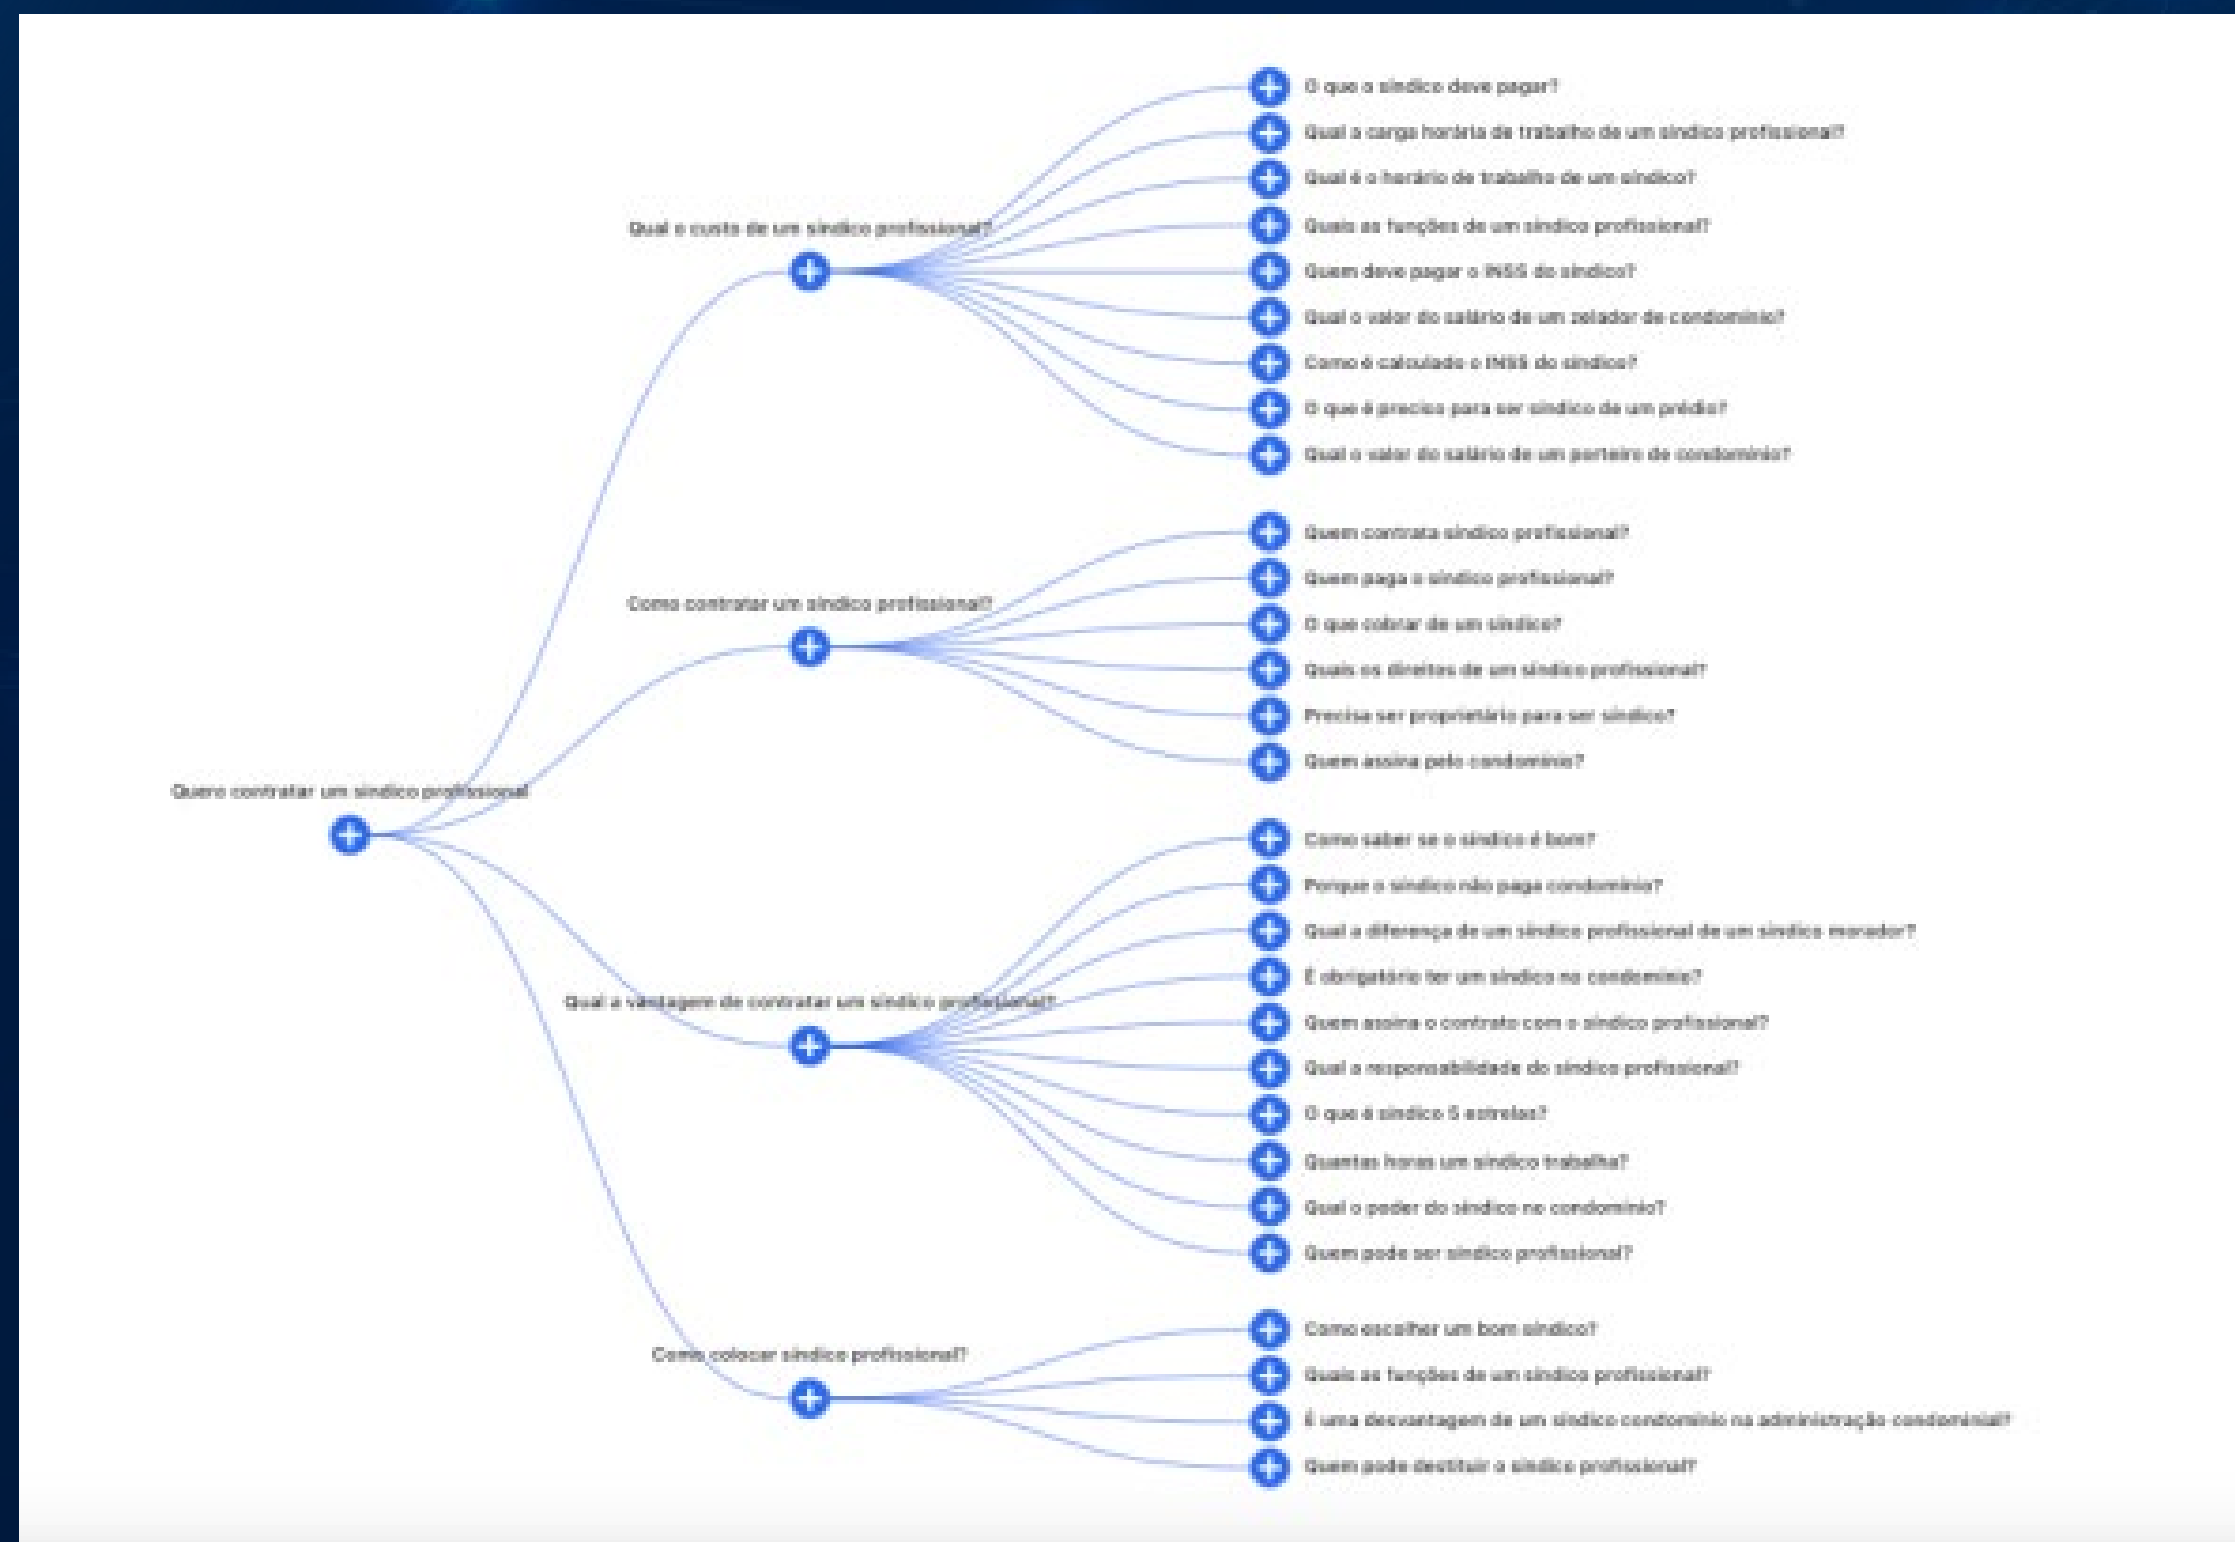 Quero contratar um síndico profissional
Qual o custo de um síndico profissional?
O que o síndico deve pagar?
Qual a carga horária de trabalho de um síndico profissional?
Qual é o horário de trabalho de um síndico?
Quais as funções de um síndico profissional?
Quem deve pagar o INSS do síndico?
Qual o valor do salário de um zelador de condomínio?
Como é calculado o INSS do síndico?
O que é preciso para ser síndico de um prédio?
Qual o valor do salário de um porteiro de condomínio?
Como contratar um síndico profissional?
Quem contrata síndico profissional?
Quem paga o síndico profissional?
O que cobrar de um síndico?
Quais os direitos de um síndico profissional?
Precisa ser proprietário para ser síndico?
Quem assina pelo condomínio?
Qual a vantagem de contratar um síndico profissional?
Como saber se o síndico é bom?
Porque o síndico não paga condomínio?
Qual a diferença de um síndico profissional de um síndico morador?
É obrigatório ter um síndico no condomínio?
Quem assina o contrato com o síndico profissional?
Qual a responsabilidade do síndico profissional?
O que é síndico 5 estrelas?
Quantas horas um síndico trabalha?
Qual o poder do síndico no condomínio?
Quem pode ser síndico profissional?
Como colocar síndico profissional?
Como escolher um bom síndico?
Quais as funções de um síndico profissional?
É uma desvantagem de um síndico condomínio na administração condominial?
Quem pode destituir o síndico profissional?